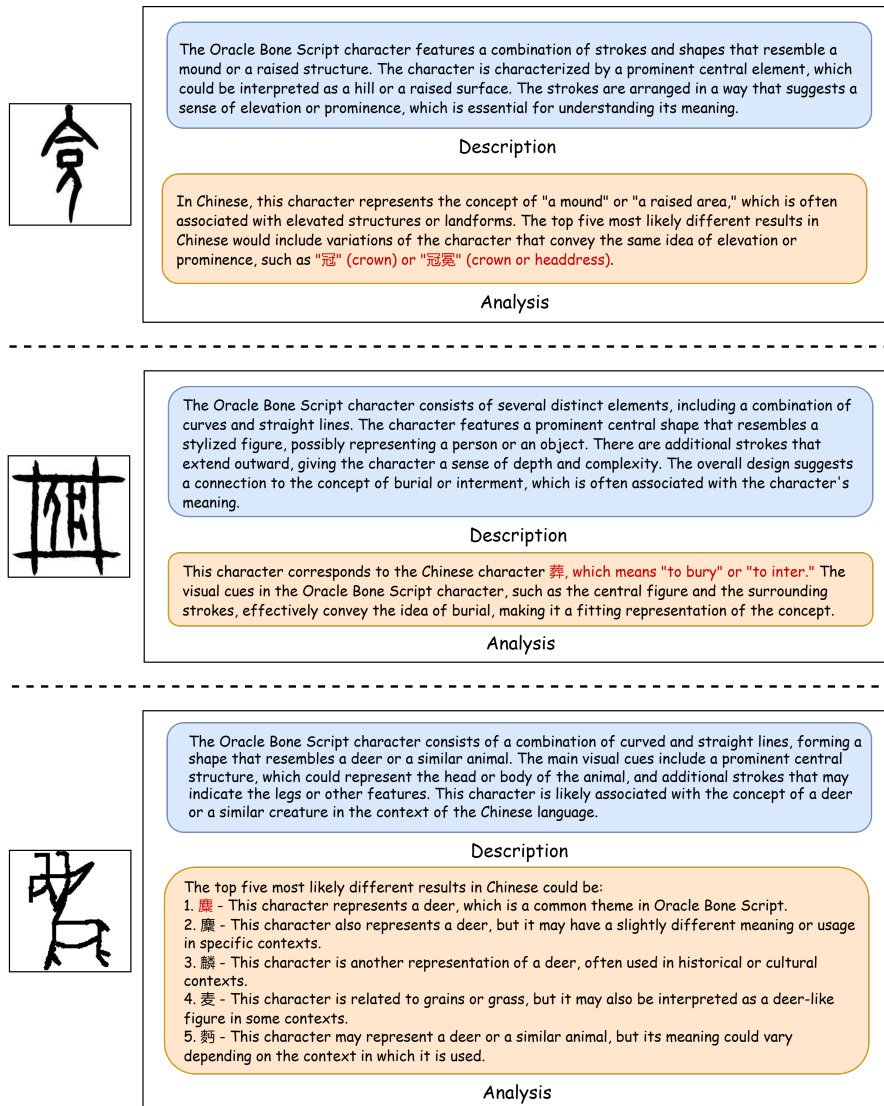 The Oracle Bone Script character features a combination of strokes and shapes that resemble a
mound or a raised structure. The character is characterized by a prominent central element, which
could be interpreted as a hill or a raised surface. The strokes are arranged in a way that suggests a
sense of elevation or prominence, which is essential for understanding its meaning.
Description
In Chinese, this character represents the concept of "a mound" or "a raised area," which is often
associated with elevated structures or landforms. The top five most likely different results in
Chinese would include variations of the character that convey the same idea of elevation or
prominence, such as "冠" (crown) or "冠冕" (crown or headdress).
Analysis
The Oracle Bone Script character consists of several distinct elements, including a combination of
curves and straight lines. The character features a prominent central shape that resembles a
stylized figure, possibly representing a person or an object. There are additional strokes that
extend outward, giving the character a sense of depth and complexity. The overall design suggests
a connection to the concept of burial or interment, which is often associated with the character's
meaning.
Description
This character corresponds to the Chinese character 葬, which means "to bury" or "to inter." The
visual cues in the Oracle Bone Script character, such as the central figure and the surrounding
strokes, effectively convey the idea of burial, making it a fitting representation of the concept.
Analysis
The Oracle Bone Script character consists of a combination of curved and straight lines, forming a
shape that resembles a deer or a similar animal. The main visual cues include a prominent central
structure, which could represent the head or body of the animal, and additional strokes that may
indicate the legs or other features. This character is likely associated with the concept of a deer
or a similar creature in the context of the Chinese language.
Description
The top five most likely different results in Chinese could be:
1. 麋 - This character represents a deer, which is a common theme in Oracle Bone Script.
2. 麇 - This character also represents a deer, but it may have a slightly different meaning or usage
in specific contexts.
3. 麟 - This character is another representation of a deer, often used in historical or cultural
contexts.
4. 麦 - This character is related to grains or grass, but it may also be interpreted as a deer-like
figure in some contexts.
5. - This character may represent a deer or a similar animal, but its meaning could vary
depending on the context in which it is used.
Analysis